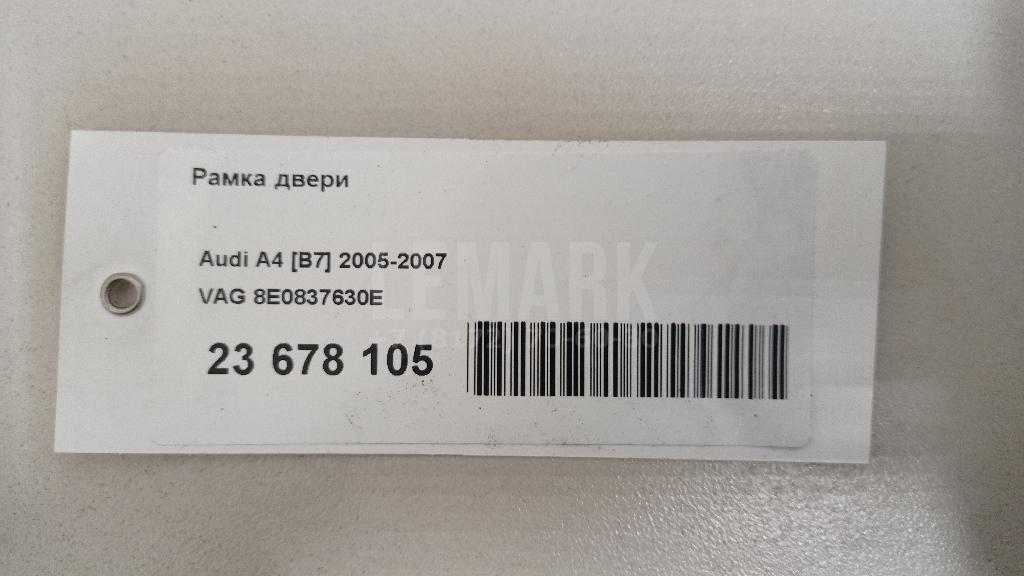 Рамка двери
Audi A4 [B7] 2005-2007
VAG 8E0837630E
LEMARK
23 678 105